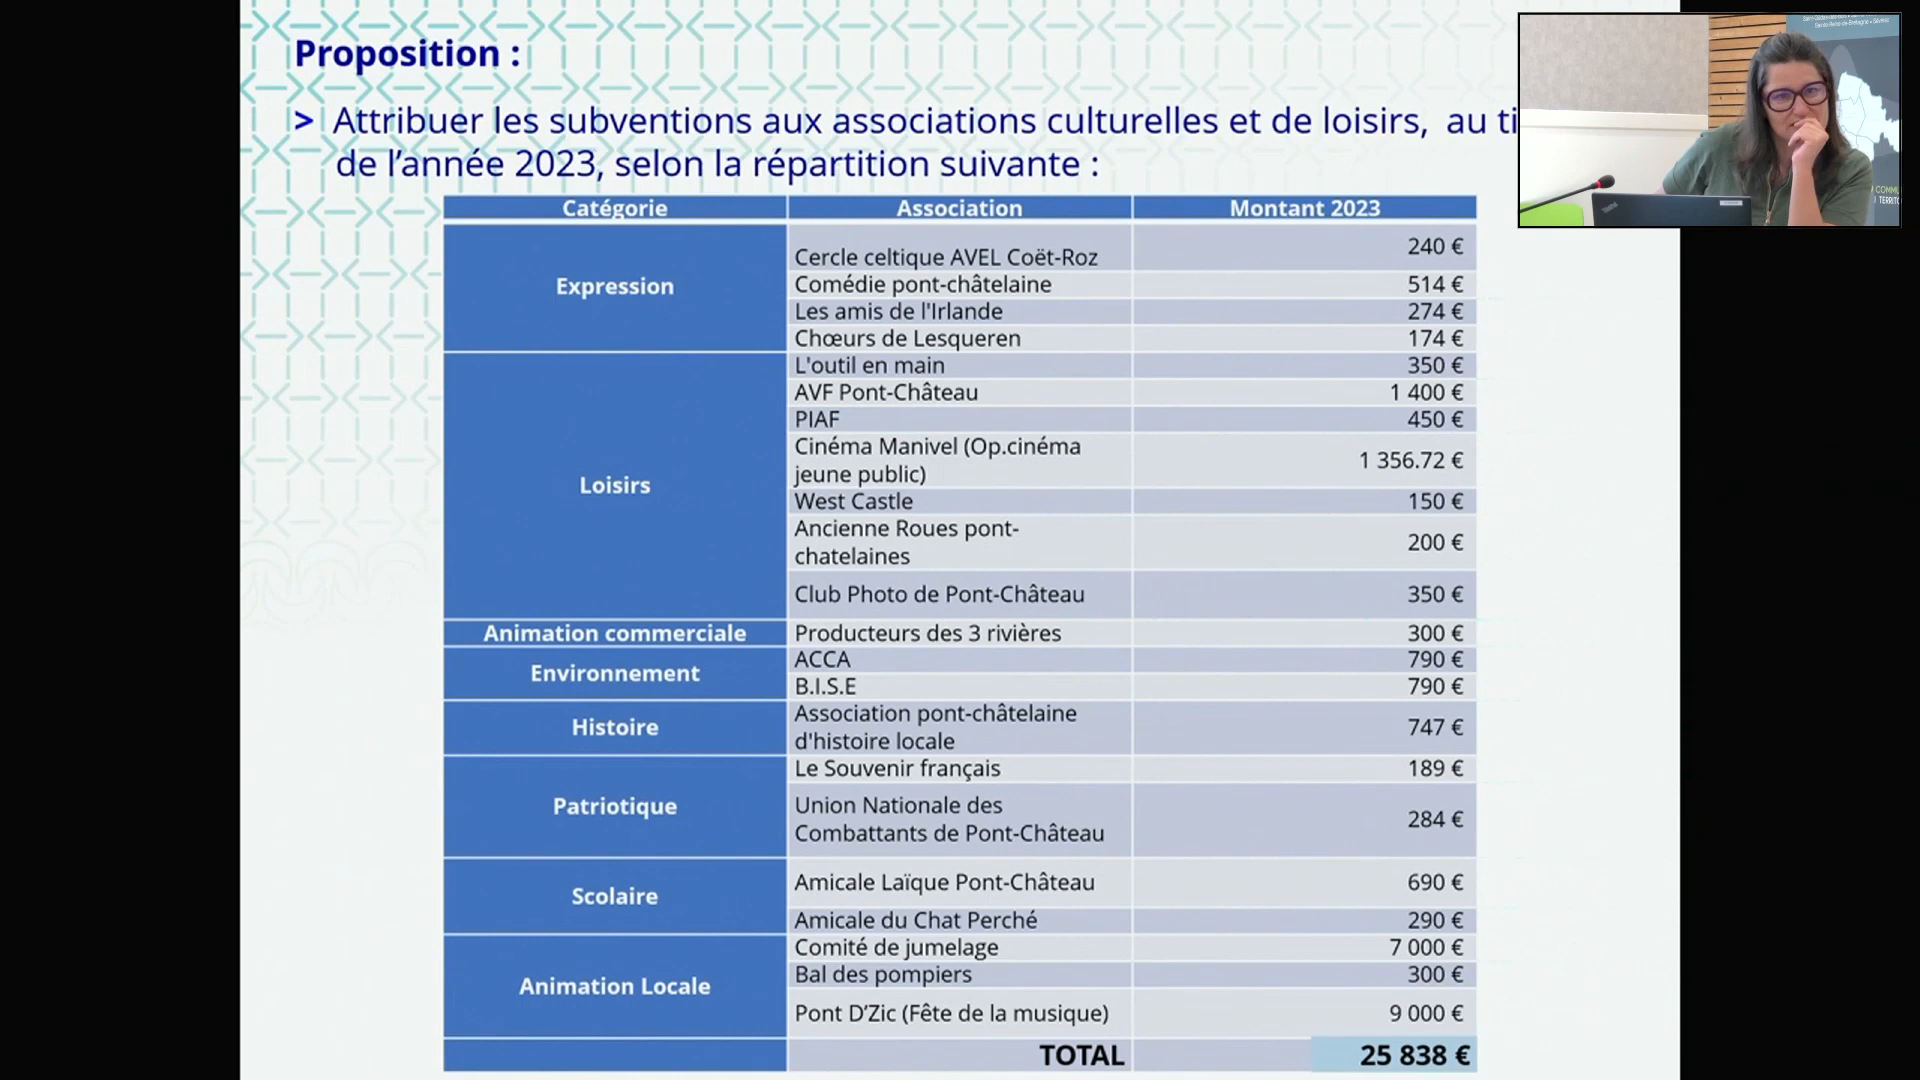 Proposition :
> Attribuer les subventions aux associations culturelles et de loisirs, au ti
de l’année 2023, selon la répartition suivante :
Catégorie Association Montant 2023
Expression
Cercle celtique AVEL Coët-Roz 240 €
Comédie pont-châtelaine 514 €
Les amis de l'Irlande 274 €
Chœurs de Lesqueren 174 €
Loisirs
L'outil en main 350 €
AVF Pont-Château 1 400 €
PIAF 450 €
Cinéma Manivel (Op.cinéma
jeune public) 1 356.72 €
West Castle 150 €
Ancienne Roues pont-
chatelaines 200 €
Club Photo de Pont-Château 350 €
Animation commerciale Producteurs des 3 rivières 300 €
Environnement
ACCA 790 €
B.I.S.E 790 €
Histoire
Association pont-châtelaine
d'histoire locale 747 €
Patriotique
Le Souvenir français 189 €
Union Nationale des
Combattants de Pont-Château 284 €
Scolaire
Amicale Laïque Pont-Château 690 €
Amicale du Chat Perché 290 €
Animation Locale
Comité de jumelage 7 000 €
Bal des pompiers 300 €
Pont D’Zic (Fête de la musique) 9 000 €
TOTAL 25 838 €
COMMU
TERRITO